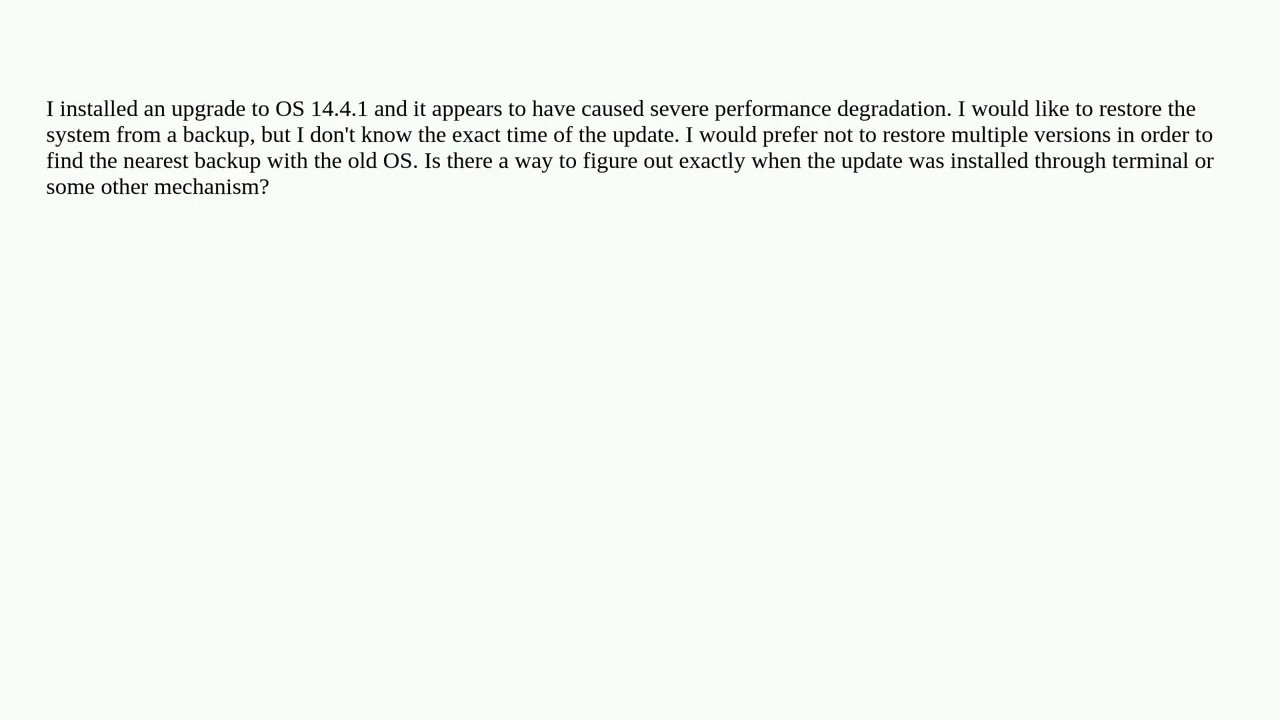 I installed an upgrade to OS 14.4.1 and it appears to have caused severe performance degradation. I would like to restore the
system from a backup, but I don't know the exact time of the update. I would prefer not to restore multiple versions in order to
find the nearest backup with the old OS. Is there a way to figure out exactly when the update was installed through terminal or
some other mechanism?